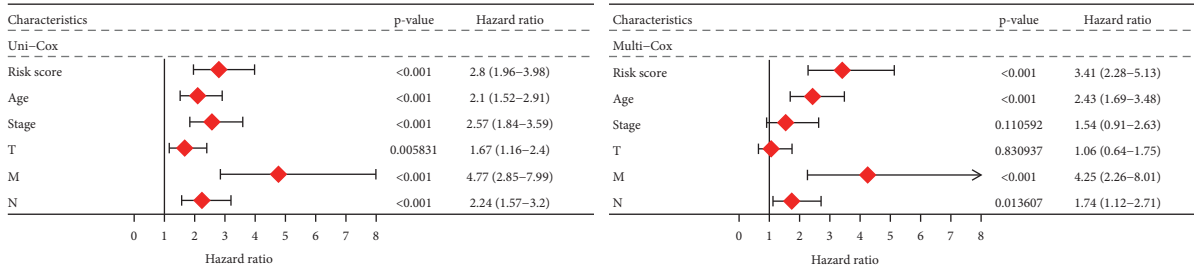 Characteristics p-value Hazard ratio
Uni−Cox
Risk score <0.001 2.8 (1.96−3.98)
Age <0.001 2.1 (1.52−2.91)
Stage <0.001 2.57 (1.84−3.59)
T 0.005831 1.67 (1.16−2.4)
M <0.001 4.77 (2.85−7.99)
N <0.001 2.24 (1.57−3.2)
0 1 2 3 4 5 6 7 8
Hazard ratio
Characteristics p-value Hazard ratio
Multi−Cox
Risk score <0.001 3.41 (2.28−5.13)
Age <0.001 2.43 (1.69−3.48)
Stage 0.110592 1.54 (0.91−2.63)
T 0.830937 1.06 (0.64−1.75)
M <0.001 4.25 (2.26−8.01)
N 0.013607 1.74 (1.12−2.71)
0 1 2 3 4 5 6 7 8
Hazard ratio